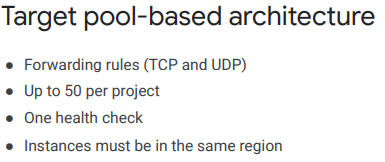 Target pool-based architecture
● Forwarding rules (TCP and UDP)
● Up to 50 per project
● One health check
● Instances must be in the same region